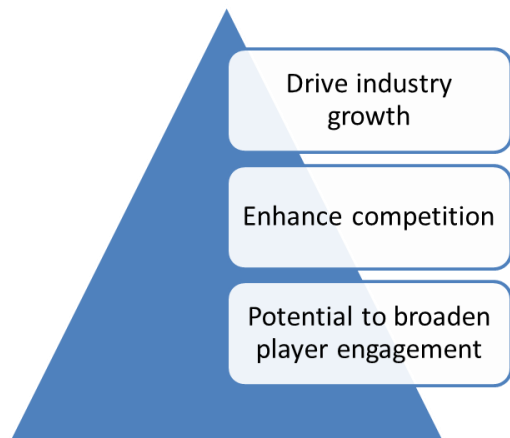 Drive industry
growth
Enhance competition
Potential to broaden
player engagement